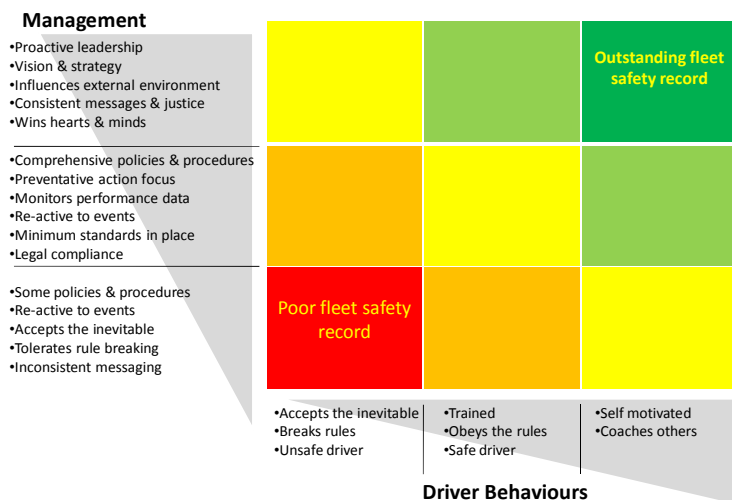 Management
•Proactive leadership
•Vision & strategy
•Influences external environment
•Consistent messages & justice
•Wins hearts & minds
•Comprehensive policies & procedures
•Preventative action focus
•Monitors performance data
•Re-active to events
•Minimum standards in place
•Legal compliance
•Some policies & procedures
•Re-active to events
•Accepts the inevitable
•Tolerates rule breaking
•Inconsistent messaging
Outstanding fleet
safety record
Poor fleet safety
record
•Accepts the inevitable
•Breaks rules
•Unsafe driver
•Trained
•Obeys the rules
•Safe driver
•Self motivated
•Coaches others
Driver Behaviours